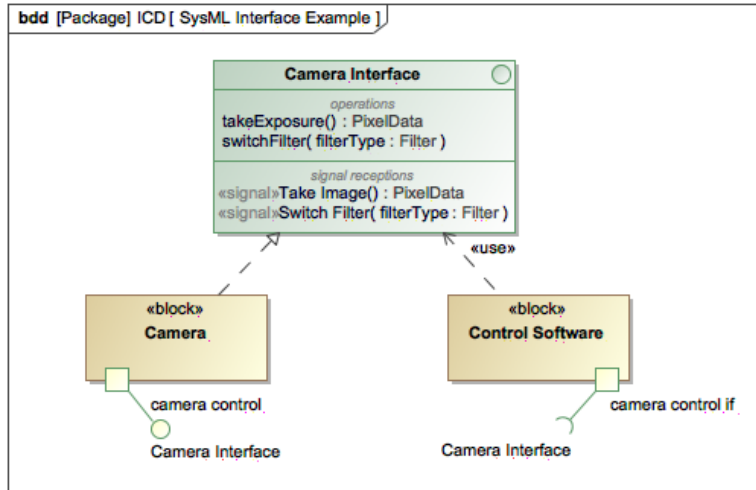 bdd [Package] ICD [ SysML Interface Example ]
Camera Interface
operations
takeExposure() : PixelData
switchFilter( filterType : Filter )
signal receptions
«signal»Take Image() : PixelData
«signal»Switch Filter( filterType : Filter )
«use»
«block»
Camera
«block»
Control Software
camera control
camera control if
Camera Interface
Camera Interface